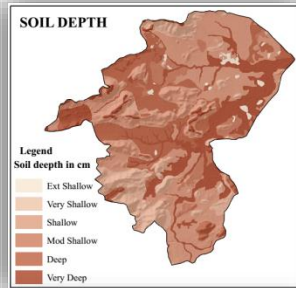 SOIL DEPTH
Legend
Soil deepth in cm
Ext Shallow
Very Shallow
Shallow
Mod Shallow
Deep
Very Deep